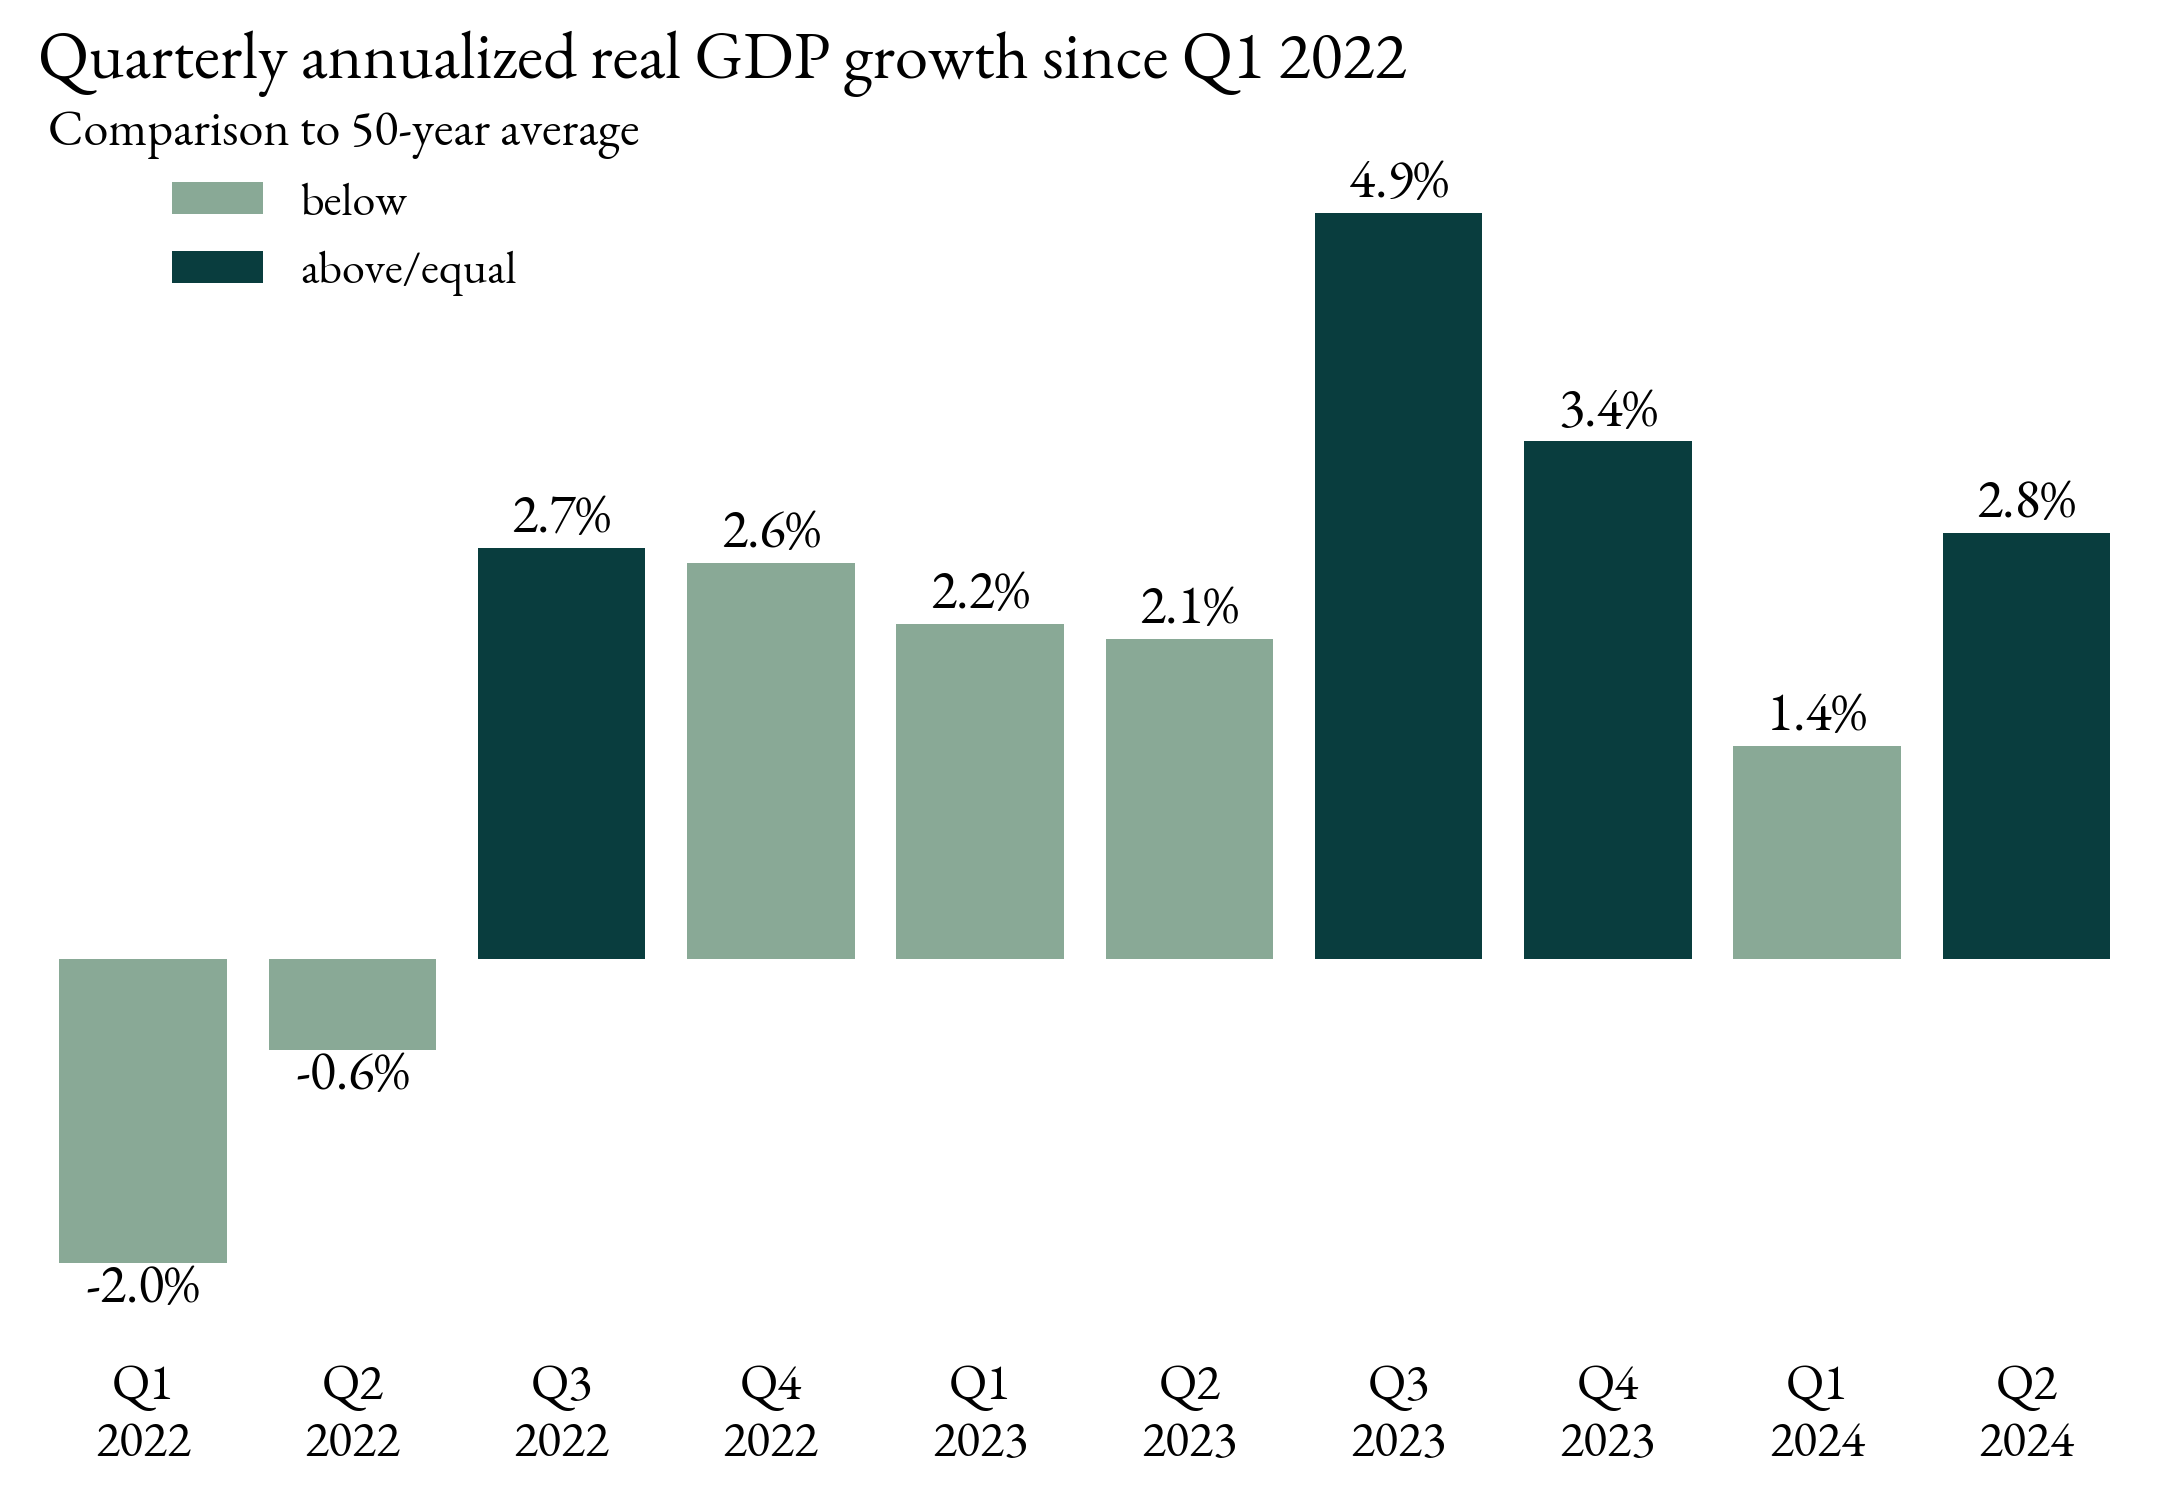 Quarterly annualized real GDP growth since Q1 2022
Comparison to 50-year average
below
above/equal
4.9%
3.4%
2.7%
2.6%
2.8%
2.2%
2.1%
1.4%
-0.6%
-2.0%
Q1 Q2 Q3 Q4 Q1 Q2 Q3 Q4 Q1 Q2
2022 2022 2022 2022 2023 2023 2023 2023 2024 2024